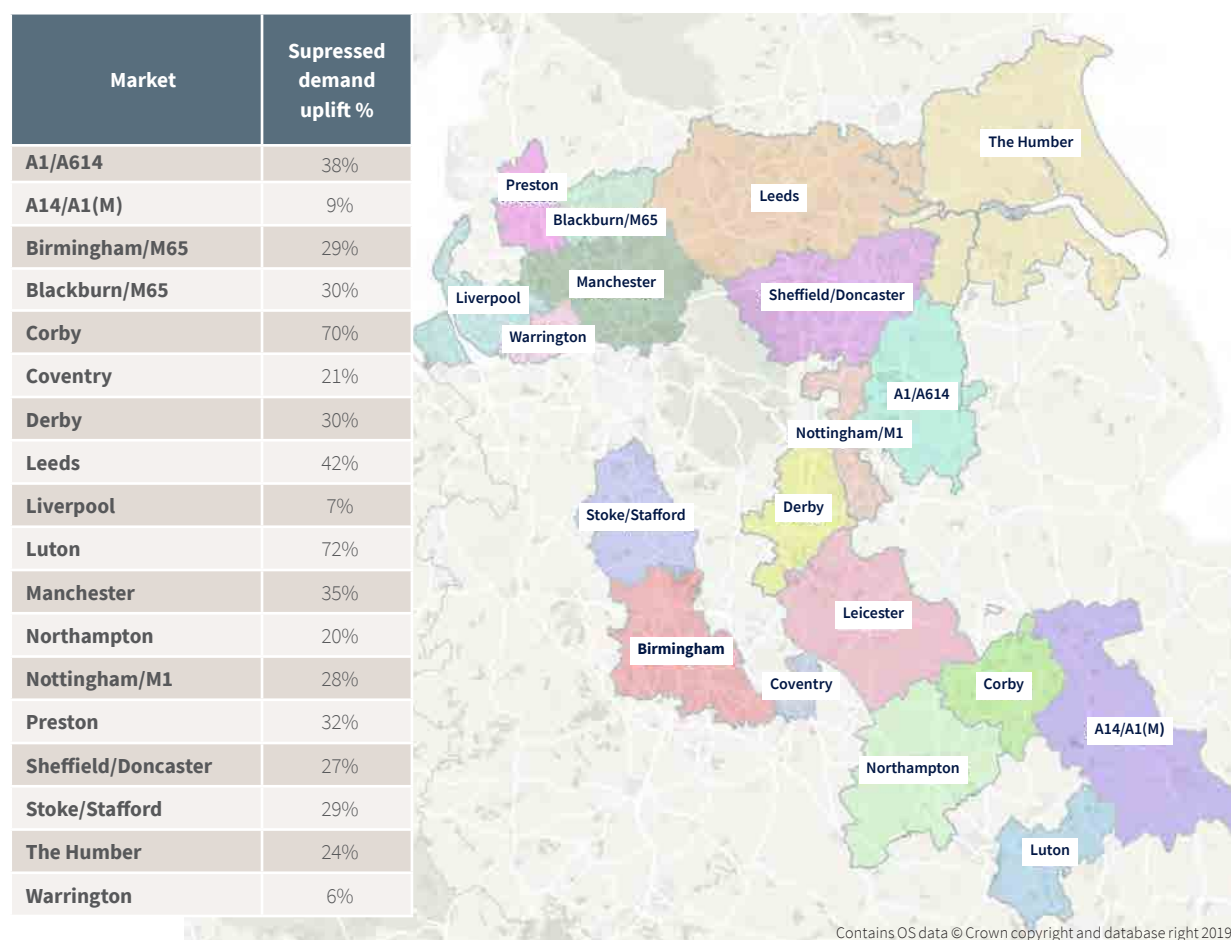 Market
Supressed
demand
uplift %
A1/A614 38%
A14/A1(M) 9%
Birmingham/M65 29%
Blackburn/M65 30%
Corby 70%
Coventry 21%
Derby 30%
Leeds 42%
Liverpool 7%
Luton 72%
Manchester 35%
Northampton 20%
Nottingham/M1 28%
Preston 32%
Sheffield/Doncaster 27%
Stoke/Stafford 29%
The Humber 24%
Warrington 6%
The Humber
Preston
Leeds
Blackburn/M65
Manchester
Liverpool
Sheffield/Doncaster
Warrington
A1/A614
Nottingham/M1
Derby
Stoke/Stafford
Leicester
Birmingham
Coventry
Corby
A14/A1(M)
Northampton
Luton
Contains OS data © Crown copyright and database right 2019